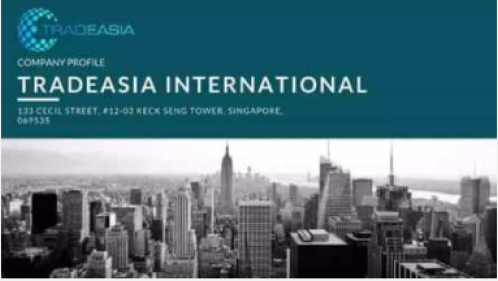 TRADEASIA
COMPANY PROFILE
TRADEASIA INTERNATIONAL
133 CECIL STREET, #12-03 KECK SENG TOWER, SINGAPORE,
069535